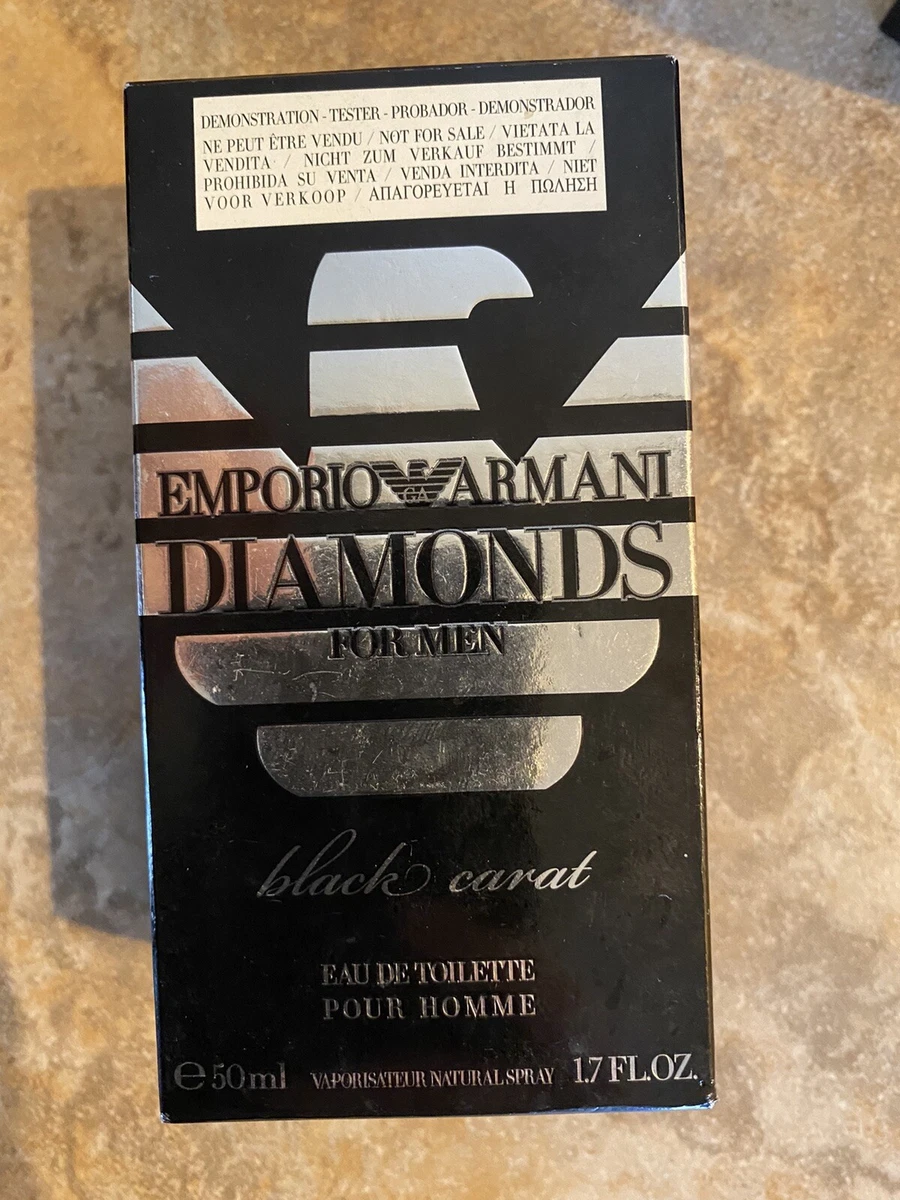 DEMONSTRATION - TESTER - PROBADOR - DEMONSTRADOR
NE PEUT ÊTRE VENDU / NOT FOR SALE / VIETATA LA
VENDITA / NICHT ZUM VERKAUF BESTIMMT /
PROHIBIDA SU VENTA / VENDA INTERDITA / NIET
VOOR VERKOOP / ΑΠΑΓΟΡΕΥΕΤΑΙ Η ΠΩΛΗΣΗ
EMPORIO GA ARMANI
DIAMONDS
FOR MEN
black carat
EAU DE TOILETTE
POUR HOMME
℮50ml VAPORISATEUR NATURAL SPRAY 1.7 FL.OZ.